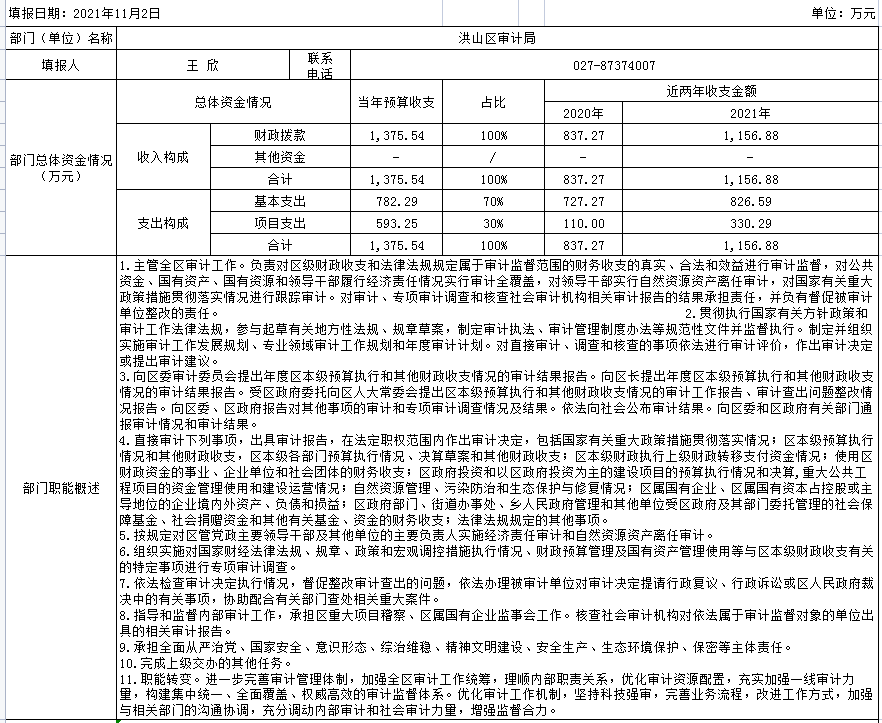 填报日期：2021年11月2日 单位：万元
部门（单位）名称 洪山区审计局
填报人 王 欣 联系电话 027-87374007
部门总体资金情况（万元） 总体资金情况 当年预算收支 占比 近两年收支金额
2020年 2021年
收入构成 财政拨款 1,375.54 100% 837.27 1,156.88
其他资金 - / - -
合计 1,375.54 100% 837.27 1,156.88
支出构成 基本支出 782.29 70% 727.27 826.59
项目支出 593.25 30% 110.00 330.29
合计 1,375.54 100% 837.27 1,156.88
部门职能概述
1.主管全区审计工作。负责对区级财政收支和法律法规规定属于审计监督范围的财务收支的真实、合法和效益进行审计监督，对公共
资金、国有资产、国有资源和领导干部履行经济责任情况实行审计全覆盖，对领导干部实行自然资源资产离任审计，对国家有关重大
政策措施贯彻落实情况进行跟踪审计。对审计、专项审计调查和核查社会审计机构相关审计报告的结果承担责任，并负有督促被审计
单位整改的责任。 2.贯彻执行国家有关方针政策和
审计工作法律法规，参与起草有关地方性法规、规章草案，制定审计执法、审计管理制度办法等规范性文件并监督执行。制定并组织
实施审计工作发展规划、专业领域审计工作规划和年度审计计划。对直接审计、调查和核查的事项依法进行审计评价，作出审计决定
或提出审计建议。
3.向区委审计委员会提出年度区本级预算执行和其他财政收支情况的审计结果报告。向区长提出年度区本级预算执行和其他财政收支
情况的审计结果报告。受区政府委托向区人大常委会提出区本级预算执行和其他财政收支情况的审计工作报告、审计查出问题整改情
况报告。向区委、区政府报告对其他事项的审计和专项审计调查情况及结果。依法向社会公布审计结果。向区委和区政府有关部门通
报审计情况和审计结果。
4.直接审计下列事项，出具审计报告，在法定职权范围内作出审计决定，包括国家有关重大政策措施贯彻落实情况；区本级预算执行
情况和其他财政收支，区本级各部门预算执行情况、决算草案和其他财政收支；区本级财政执行上级财政转移支付资金情况；使用区
财政资金的事业、企业单位和社会团体的财务收支；区政府投资和以区政府投资为主的建设项目的预算执行情况和决算,重大公共工
程项目的资金管理使用和建设运营情况；自然资源管理、污染防治和生态保护与修复情况；区属国有企业、区属国有资本占控股或主
导地位的企业境内外资产、负债和损益；区政府部门、街道办事处、乡人民政府管理和其他单位受区政府及其部门委托管理的社会保
障基金、社会捐赠资金和其他有关基金、资金的财务收支；法律法规规定的其他事项。
5.按规定对区管党政主要领导干部及其他单位的主要负责人实施经济责任审计和自然资源资产离任审计。
6.组织实施对国家财经法律法规、规章、政策和宏观调控措施执行情况、财政预算管理及国有资产管理使用等与区本级财政收支有关
的特定事项进行专项审计调查。
7.依法检查审计决定执行情况，督促整改审计查出的问题，依法办理被审计单位对审计决定提请行政复议、行政诉讼或区人民政府裁
决中的有关事项，协助配合有关部门查处相关重大案件。
8.指导和监督内部审计工作，承担区重大项目稽察、区属国有企业监事会工作。核查社会审计机构对依法属于审计监督对象的单位出
具的相关审计报告。
9.承担全面从严治党、国家安全、意识形态、综治维稳、精神文明建设、安全生产、生态环境保护、保密等主体责任。
10.完成上级交办的其他任务。
11.职能转变。进一步完善审计管理体制，加强全区审计工作统筹，理顺内部职责关系，优化审计资源配置，充实加强一线审计力
量，构建集中统一、全面覆盖、权威高效的审计监督体系。优化审计工作机制，坚持科技强审，完善业务流程，改进工作方式，加强
与相关部门的沟通协调，充分调动内部审计和社会审计力量，增强监督合力。